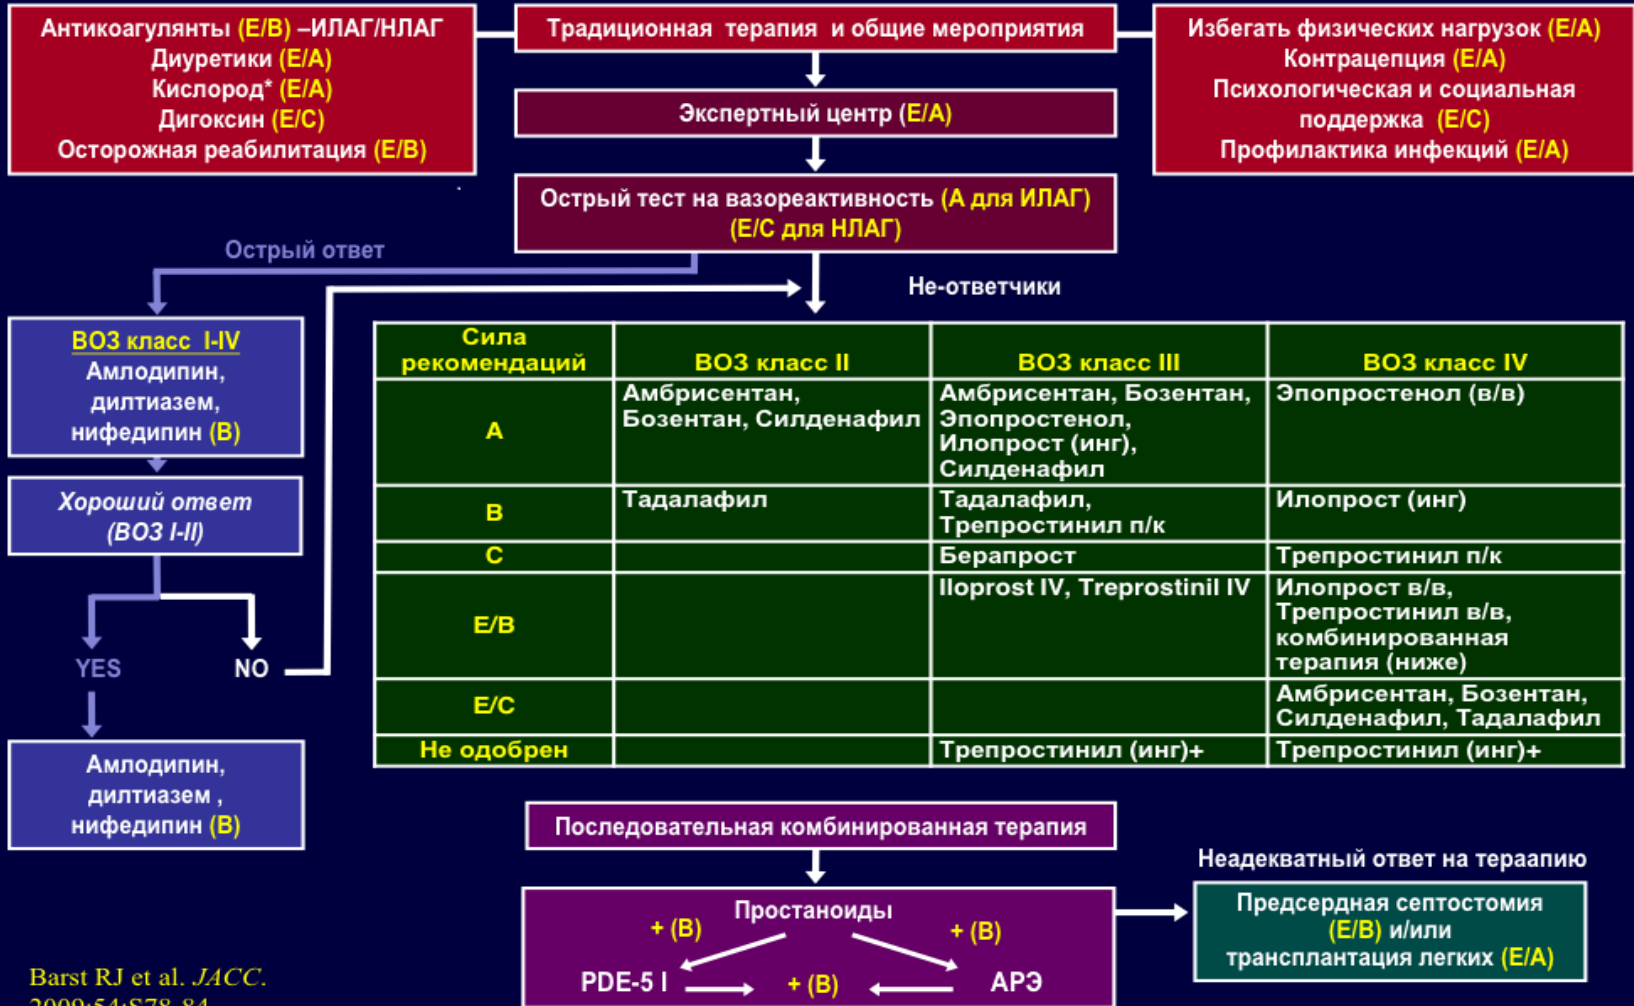 Антикоагулянты (Е/В) –ИЛАГ/НЛАГ
Диуретики (Е/А)
Кислород* (Е/А)
Дигоксин (Е/С)
Осторожная реабилитация (Е/В)
Традиционная терапия и общие мероприятия
Избегать физических нагрузок (Е/А)
Контрацепция (Е/А)
Психологическая и социальная
поддержка (Е/С)
Профилактика инфекций (Е/А)
Экспертный центр (Е/А)
Острый тест на вазореактивность (А для ИЛАГ)
(Е/С для НЛАГ)
Острый ответ
Не-ответчики
ВОЗ класс I-IV
Амлодипин,
дилтиазем,
нифедипин (В)
Хороший ответ
(ВОЗ I-II)
YES
NO
Амлодипин,
дилтиазем ,
нифедипин (В)
Сила
рекомендаций
ВОЗ класс II
ВОЗ класс III
ВОЗ класс IV
А
Амбрисентан,
Бозентан, Силденафил
Амбрисентан, Бозентан,
Эпопростенол,
Илопрост (инг),
Силденафил
Эпопростенол (в/в)
В
Тадалафил
Тадалафил,
Трепростинил п/к
Илопрост (инг)
С
Берапрост
Трепростинил п/к
Е/В
Iloprost IV, Treprostinil IV
Илопрост в/в,
Трепростинил в/в,
комбинированная
терапия (ниже)
Е/С
Амбрисентан, Бозентан,
Силденафил, Тадалафил
Не одобрен
Трепростинил (инг)+
Трепростинил (инг)+
Последовательная комбинированная терапия
Простаноиды
+ (В)
+ (В)
PDE-5 I
+ (В)
АРЭ
Неадекватный ответ на тераапию
Предсердная септостомия
(Е/В) и/или
трансплантация легких (Е/А)
Barst RJ et al. JACC.
2009;54:S78-84